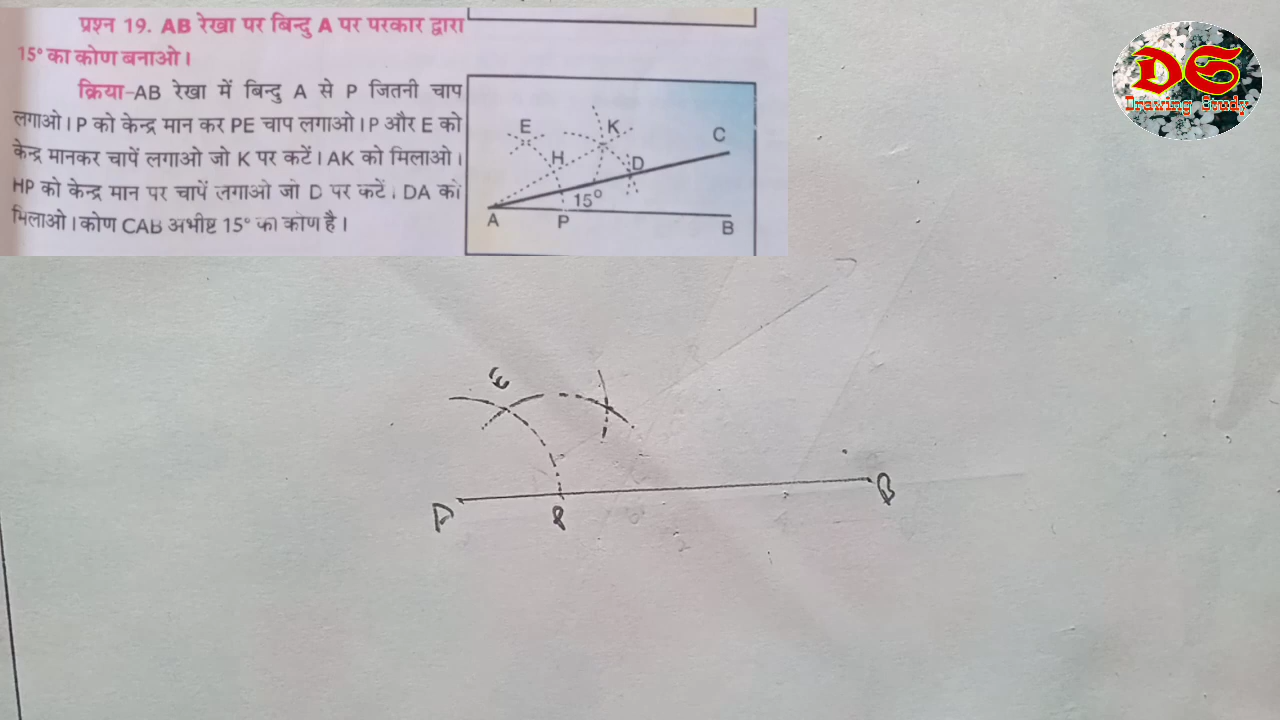 प्रश्न 19. AB रेखा पर बिन्दु A पर परकार द्वारा
15° का कोण बनाओ।
क्रिया–AB रेखा में बिन्दु A से P जितनी चाप
लगाओ। P को केन्द्र मान कर PE चाप लगाओ। P और E को
केन्द्र मानकर चापें लगाओ जो K पर कटें। AK को मिलाओ।
HP को केन्द्र मान पर चापें लगाओ जो D पर कटें। DA को
मिलाओ। कोण CAB अभीष्ट 15° का कोण है।
E K C
H D
15°
A P B
DS
Drawing Study
E
P B